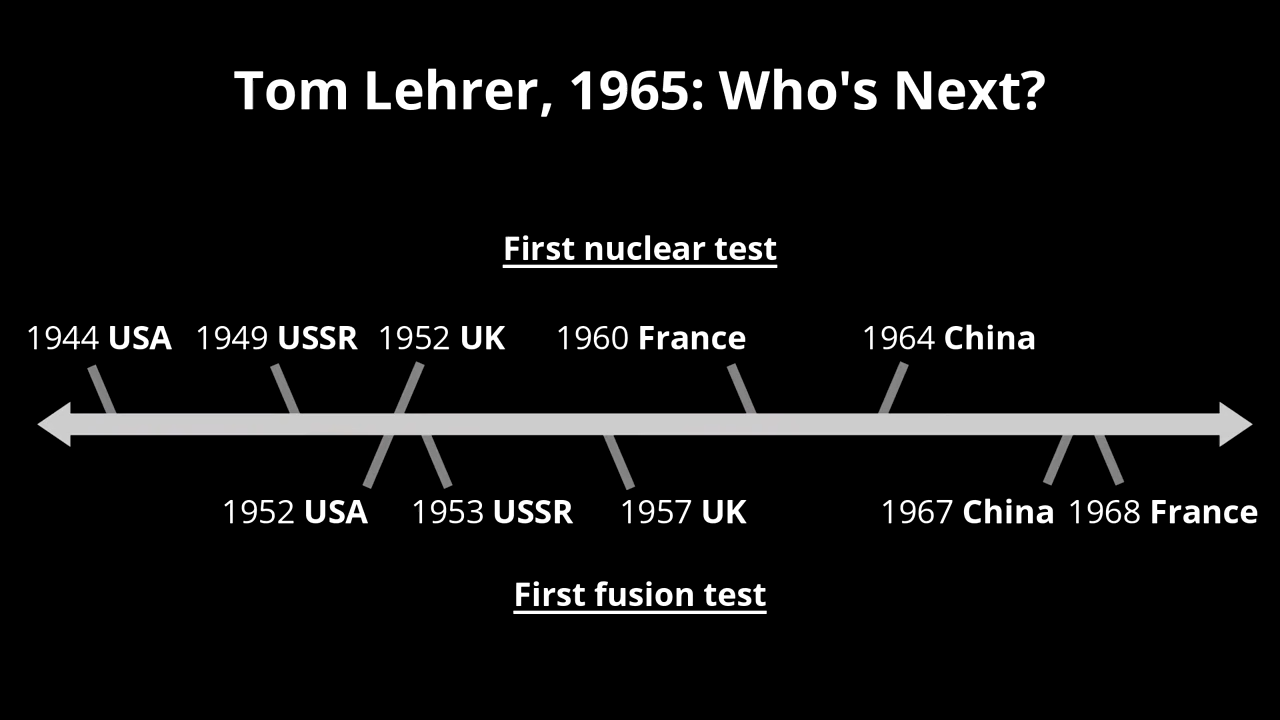 Tom Lehrer, 1965: Who's Next?
First nuclear test
1944 USA 1949 USSR 1952 UK 1960 France 1964 China
1952 USA 1953 USSR 1957 UK 1967 China 1968 France
First fusion test